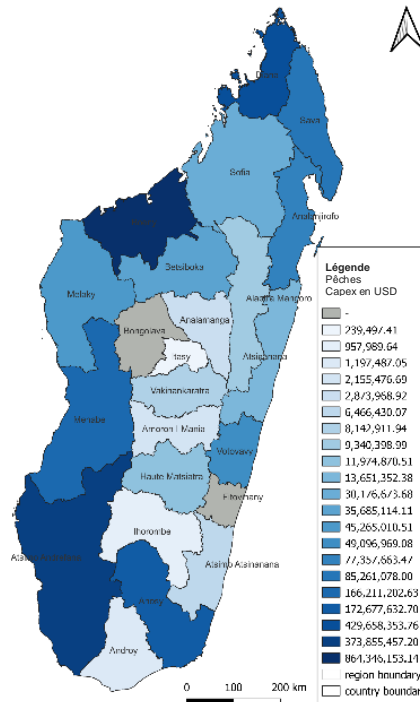 Diana
Sava
Sofia
Analanjirofo
Betsiboka
Melaky
Alaotra Mangoro
Analamanga
Bongolava
Itasy
Atsinanana
Vakinankaratra
Menabe
Amoron I Mania
Vatovavy
Haute Matsiatra
Fitovinany
Ihorombe
Atsimo Atsinanana
Anosy
Androy
Légende
Pêches
Capex en USD
-
239,497.41
957,989.64
1,197,487.05
2,155,476.69
2,873,968.92
6,466,430.07
8,142,911.94
9,340,398.99
11,974,870.51
13,651,352.38
30,176,673.68
35,685,114.11
45,265,010.51
49,096,969.08
77,357,663.47
85,261,078.00
166,211,202.63
172,677,632.70
429,658,353.76
373,855,457.20
864,346,153.14
region boundary
country boundar
0 100 200 km